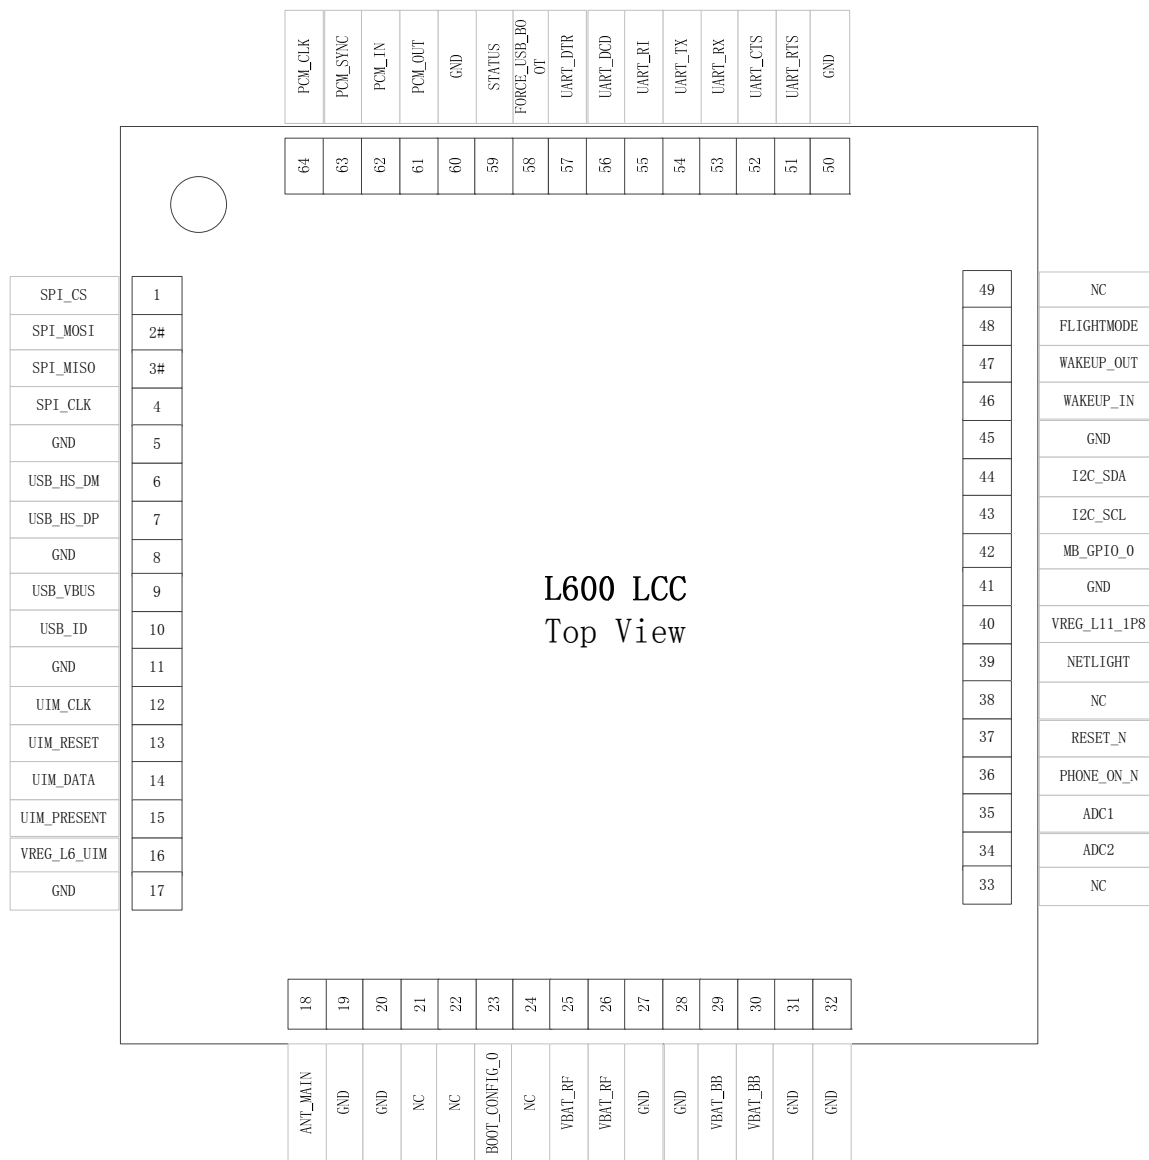 PCM_CLK
PCM_SYNC
PCM_IN
PCM_OUT
GND
STATUS
FORCE_USB_BO
OT
UART_DTR
UART_DCD
UART_RI
UART_TX
UART_RX
UART_CTS
UART_RTS
GND
64
63
62
61
60
59
58
57
56
55
54
53
52
51
50
SPI_CS 1
SPI_MOSI 2#
SPI_MISO 3#
SPI_CLK 4
GND 5
USB_HS_DM 6
USB_HS_DP 7
GND 8
USB_VBUS 9
USB_ID 10
GND 11
UIM_CLK 12
UIM_RESET 13
UIM_DATA 14
UIM_PRESENT 15
VREG_L6_UIM 16
GND 17
L600 LCC
Top View
49 NC
48 FLIGHTMODE
47 WAKEUP_OUT
46 WAKEUP_IN
45 GND
44 I2C_SDA
43 I2C_SCL
42 MB_GPIO_0
41 GND
40 VREG_L11_1P8
39 NETLIGHT
38 NC
37 RESET_N
36 PHONE_ON_N
35 ADC1
34 ADC2
33 NC
18
19
20
21
22
23
24
25
26
27
28
29
30
31
32
ANT_MAIN
GND
GND
NC
NC
BOOT_CONFIG_0
NC
VBAT_RF
VBAT_RF
GND
GND
VBAT_BB
VBAT_BB
GND
GND